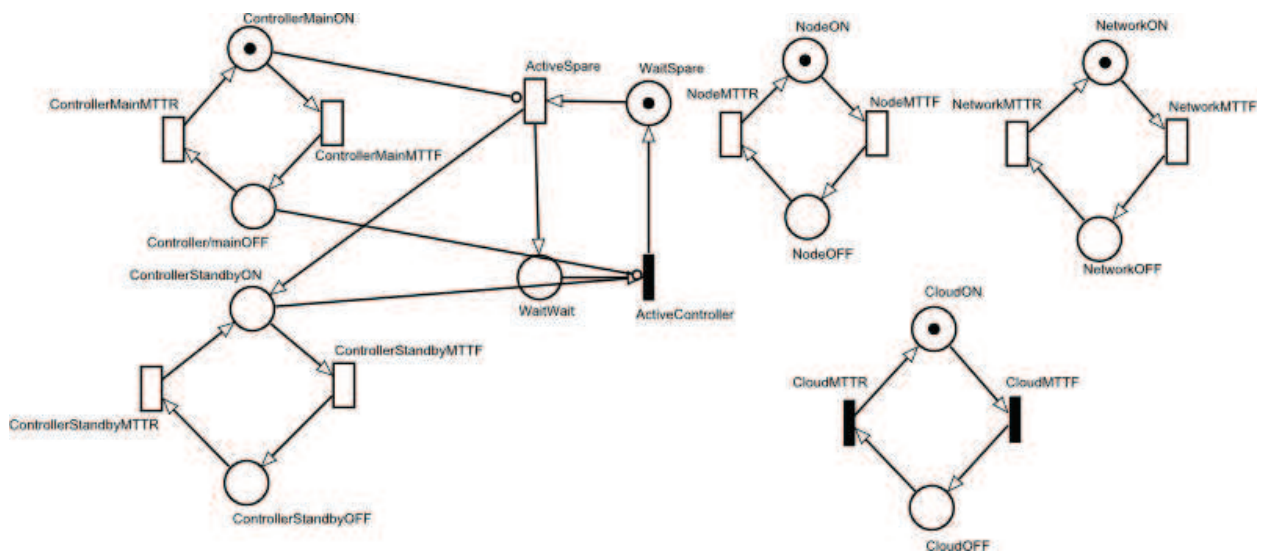 ControllerMainON
ActiveSpare
WaitSpare
ControllerMainMTTR
ControllerMainMTTF
Controller/mainOFF
ControllerStandbyON
WaitWait
ActiveController
ControllerStandbyMTTF
ControllerStandbyMTTR
ControllerStandbyOFF
NodeON
NodeMTTR
NodeMTTF
NodeOFF
NetworkON
NetworkMTTR
NetworkMTTF
NetworkOFF
CloudON
CloudMTTR
CloudMTTF
CloudOFF